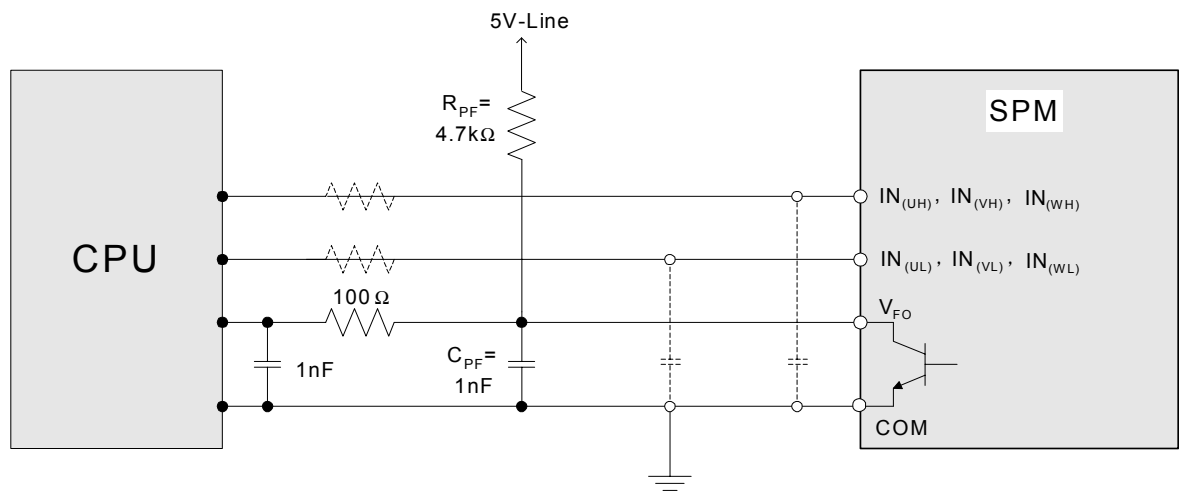 5V-Line
R_PF=
4.7kΩ
SPM
CPU
IN_(UH), IN_(VH), IN_(WH)
IN_(UL), IN_(VL), IN_(WL)
100 Ω
V_FO
1nF
C_PF=
1nF
COM